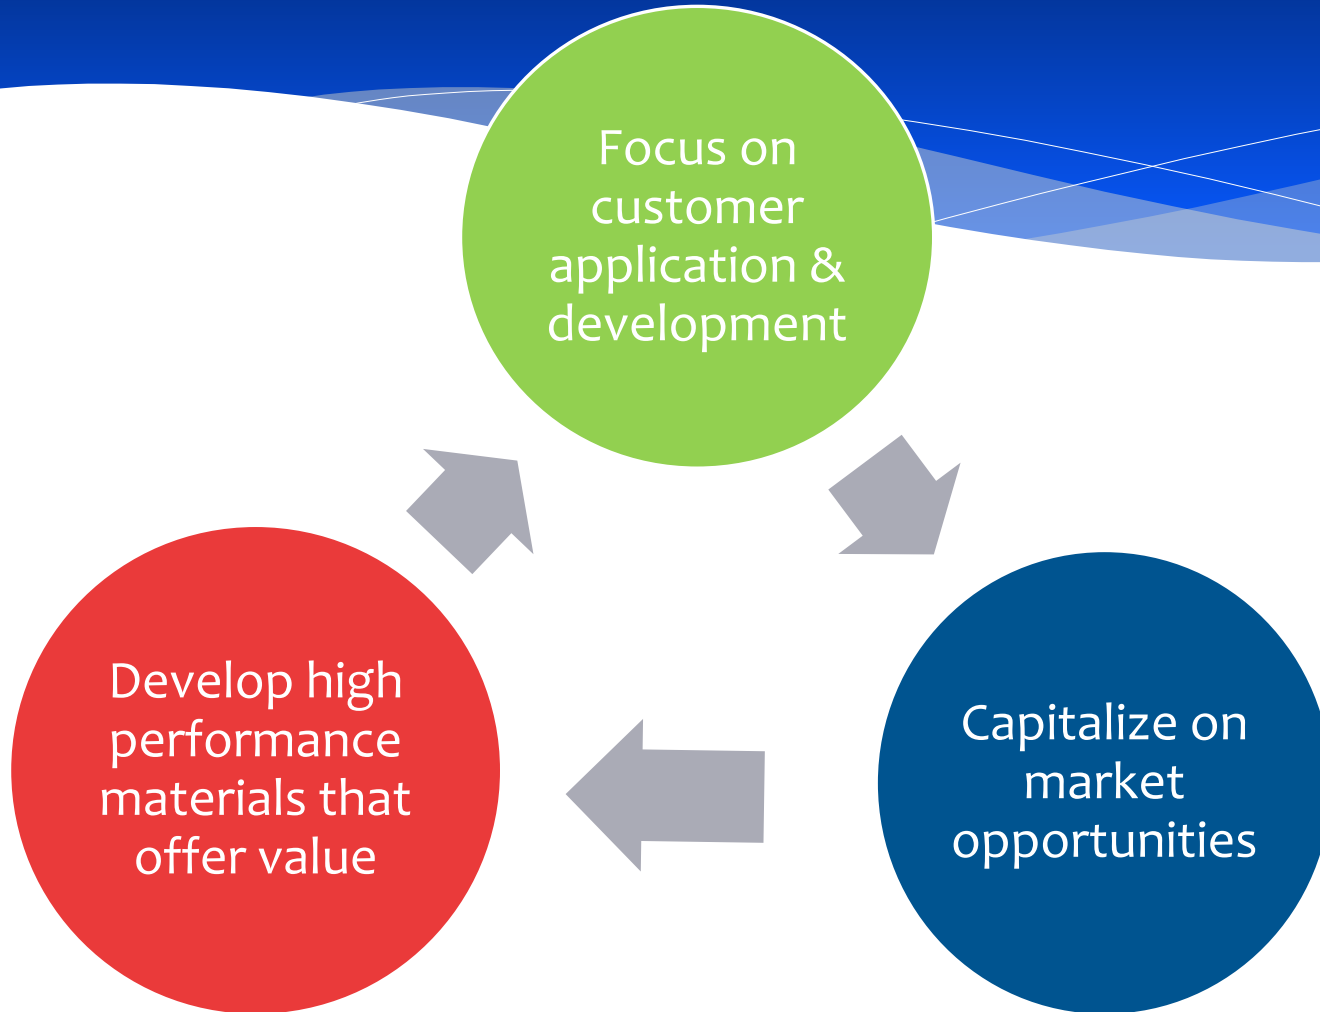 Focus on
customer
application &
development
Capitalize on
market
opportunities
Develop high
performance
materials that
offer value